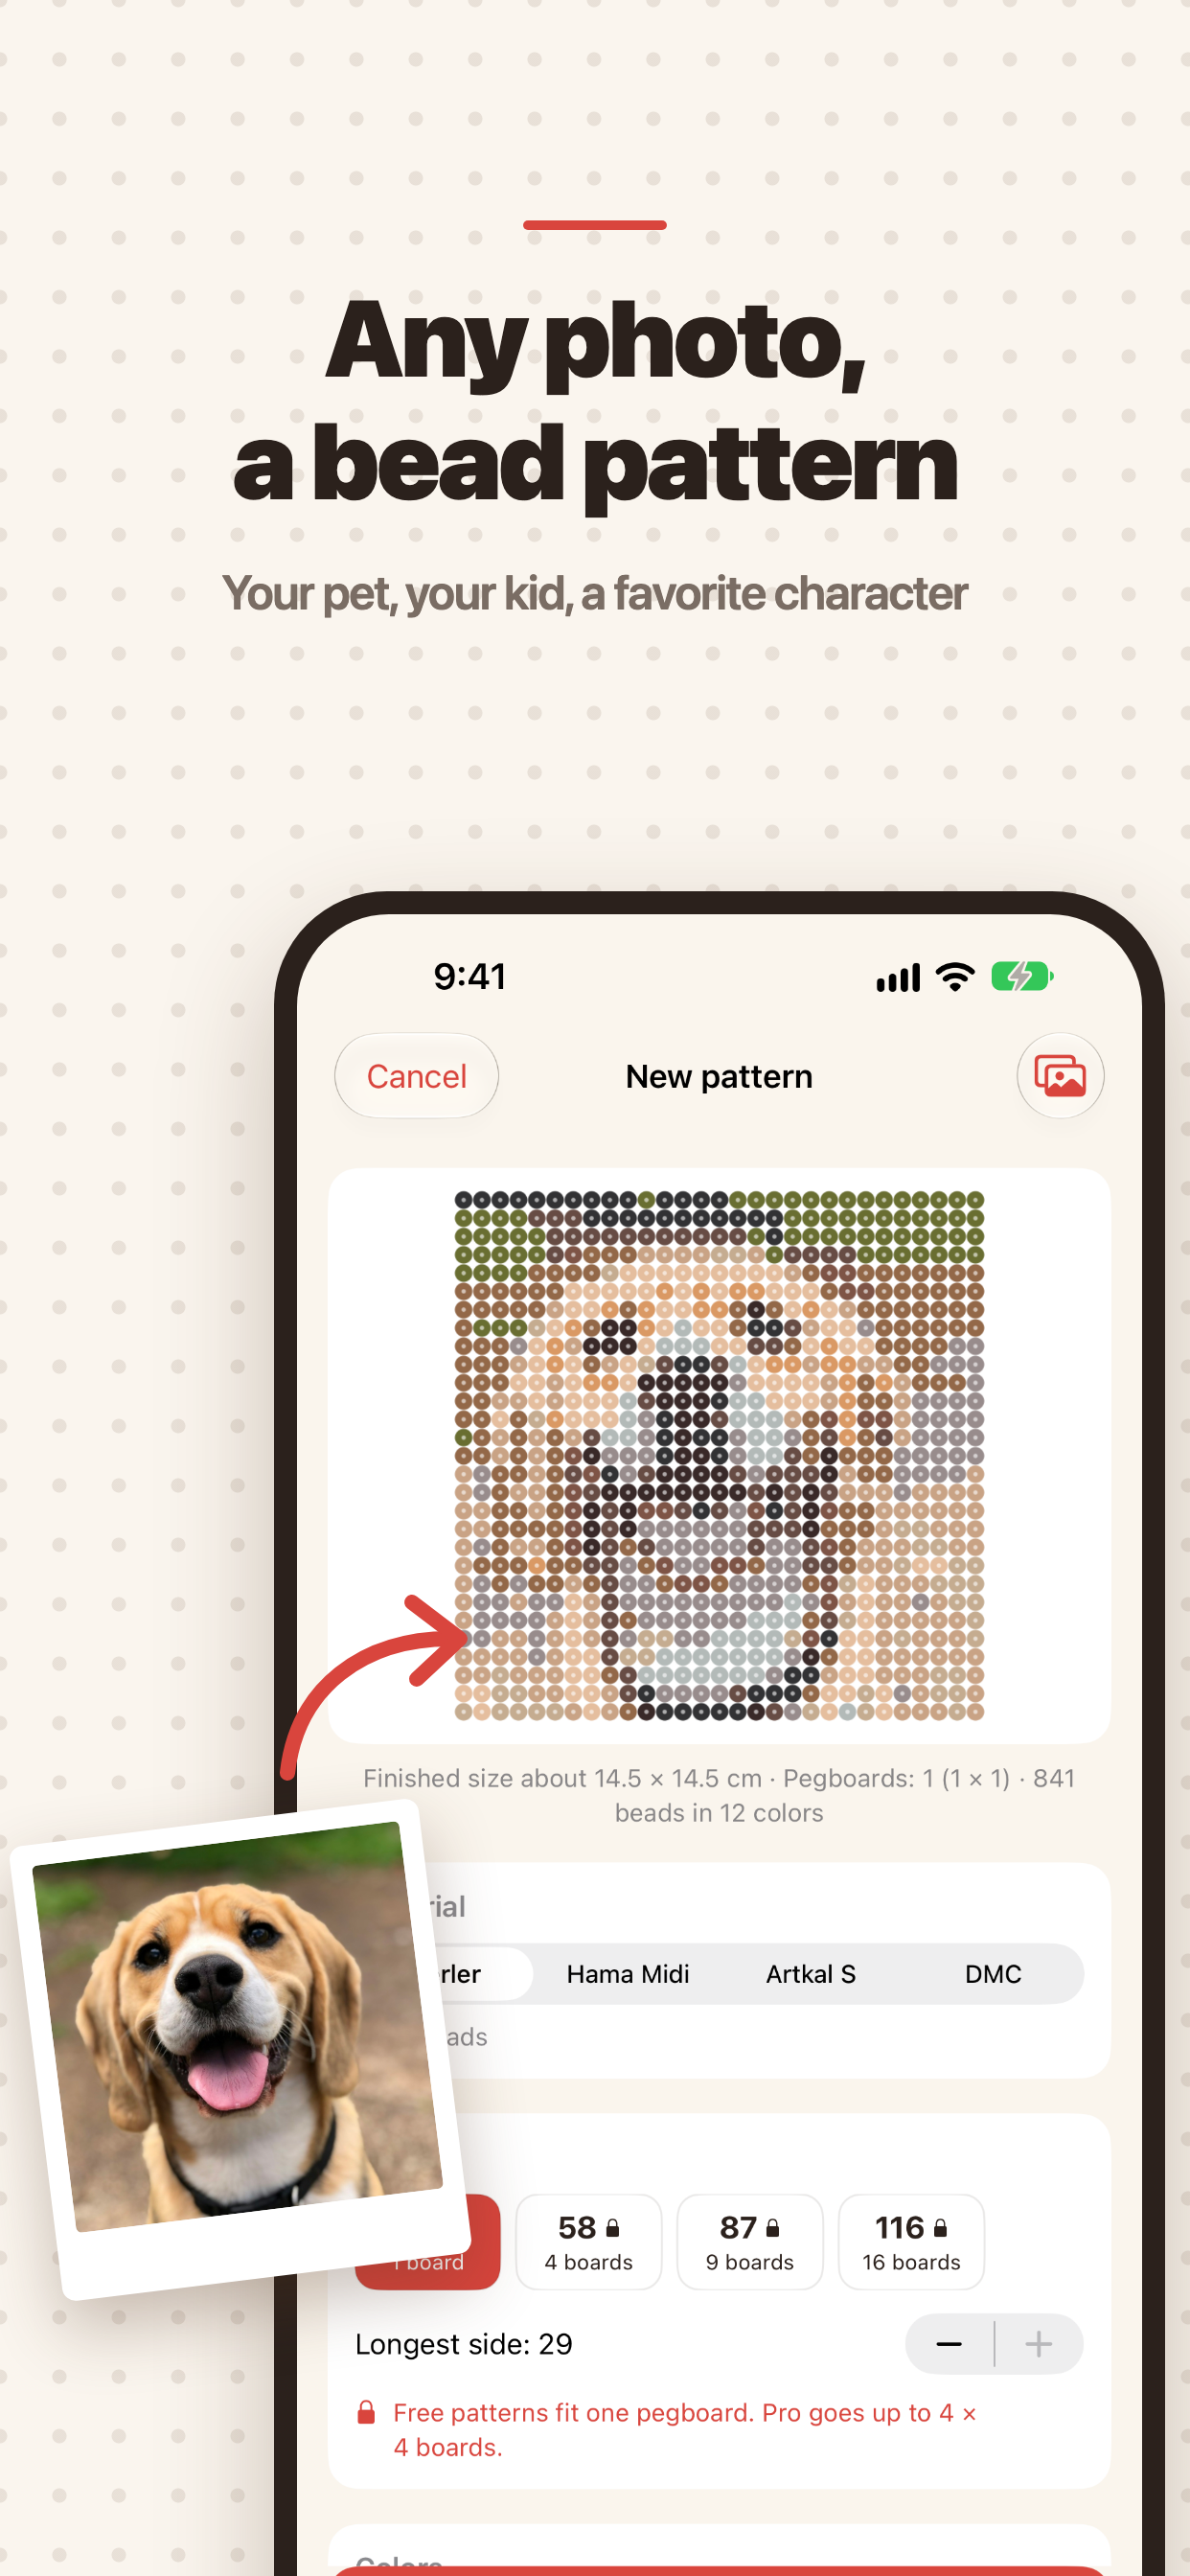 Any photo,
a bead pattern
Your pet, your kid, a favorite character
9:41
Cancel
New pattern
Finished size about 14.5 × 14.5 cm · Pegboards: 1 (1 × 1) · 841
beads in 12 colors
Hama Midi
Artkal S
DMC
58
4 boards
87
9 boards
116
16 boards
1 board
Longest side: 29
Free patterns fit one pegboard. Pro goes up to 4 ×
4 boards.